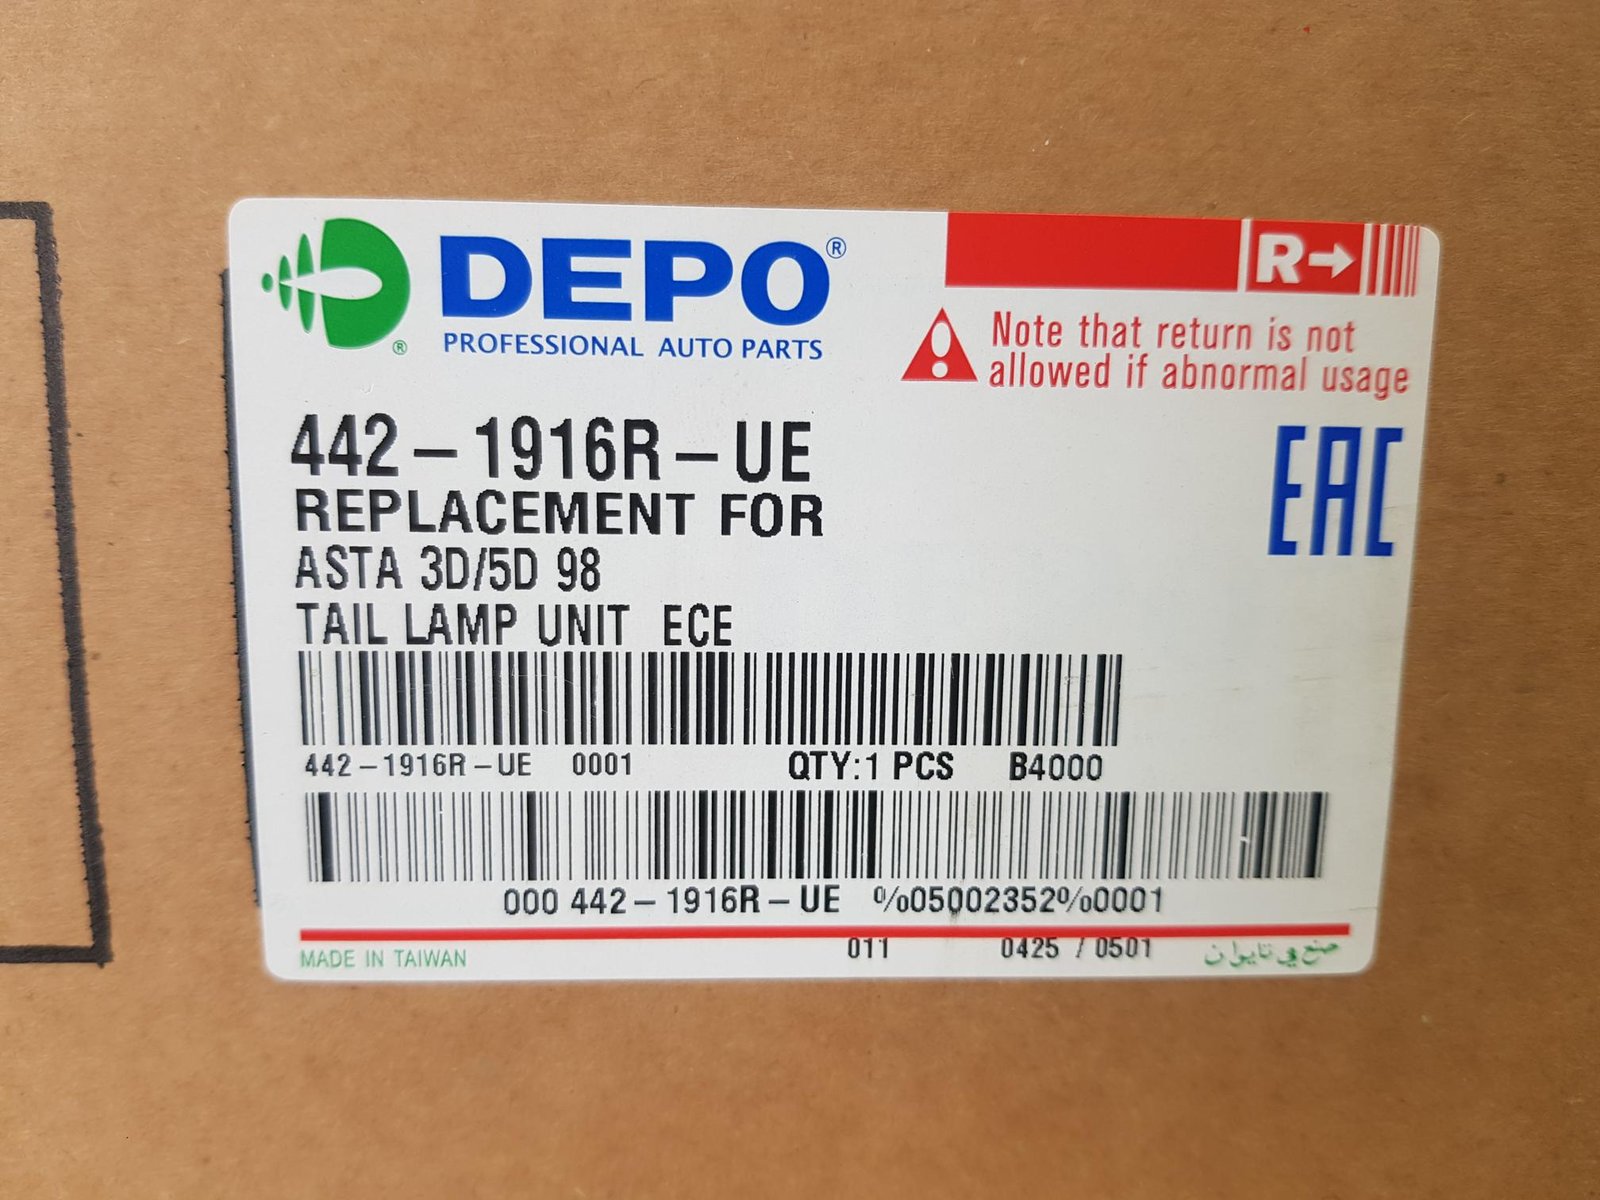 DEPO®
PROFESSIONAL AUTO PARTS
®
R→
Note that return is not
allowed if abnormal usage
EAC
442-1916R-UE
REPLACEMENT FOR
ASTA 3D/5D 98
TAIL LAMP UNIT ECE
442-1916R-UE 0001 QTY:1 PCS B4000
000 442-1916R-UE %05002352%0001
MADE IN TAIWAN 011 0425 / 0501 صنع في تايوان